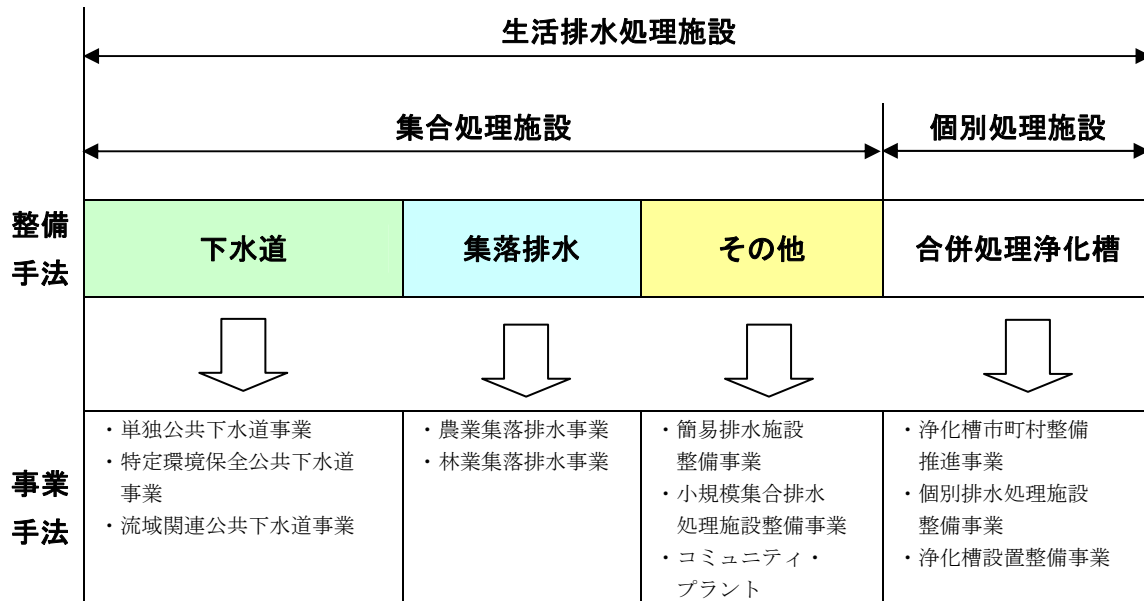 生活排水処理施設
集合処理施設
個別処理施設
整備
手法
下水道
集落排水
その他
合併処理浄化槽
事業
手法
・単独公共下水道事業
・特定環境保全公共下水道
事業
・流域関連公共下水道事業
・農業集落排水事業
・林業集落排水事業
・簡易排水施設
整備事業
・小規模集合排水
処理施設整備事業
・コミュニティ・
プラント
・浄化槽市町村整備
推進事業
・個別排水処理施設
整備事業
・浄化槽設置整備事業